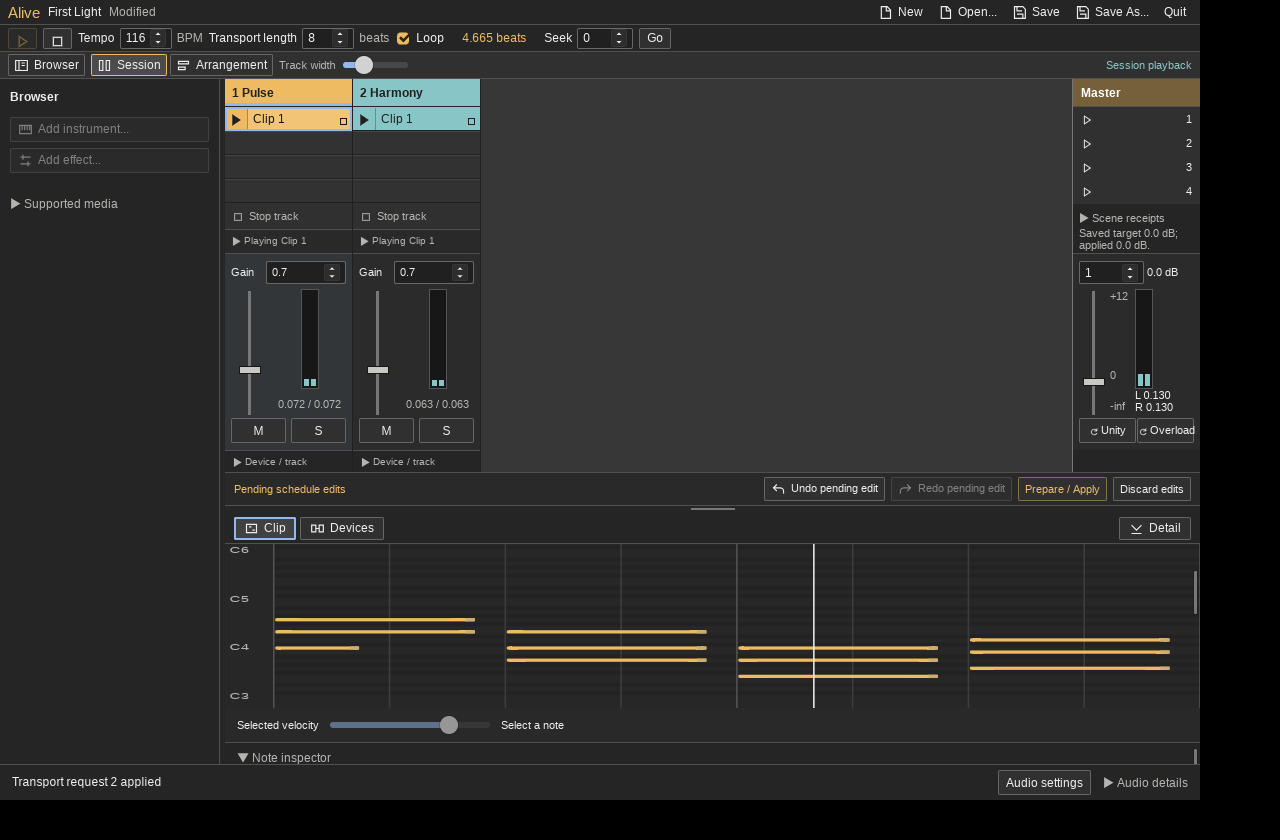 Alive First Light Modified New Open... Save Save As... Quit
Tempo 116 BPM Transport length 8 beats Loop 4.665 beats Seek 0 Go
Browser Session Arrangement Track width Session playback
Browser
Add instrument...
Add effect...
Supported media
1 Pulse 2 Harmony Master
Clip 1 Clip 1 1
2
3
4
Stop track Stop track
Scene receipts
Playing Clip 1 Playing Clip 1
Saved target 0.0 dB;
applied 0.0 dB.
Gain 0.7 Gain 0.7 1 0.0 dB
+12
0
-inf
L 0.130
R 0.130
0.072 / 0.072 0.063 / 0.063
M S M S Unity Overload
Device / track Device / track
Pending schedule edits Undo pending edit Redo pending edit Prepare / Apply Discard edits
Clip Devices Detail
C6
C5
C4
C3
Selected velocity Select a note
Note inspector
Transport request 2 applied Audio settings Audio details